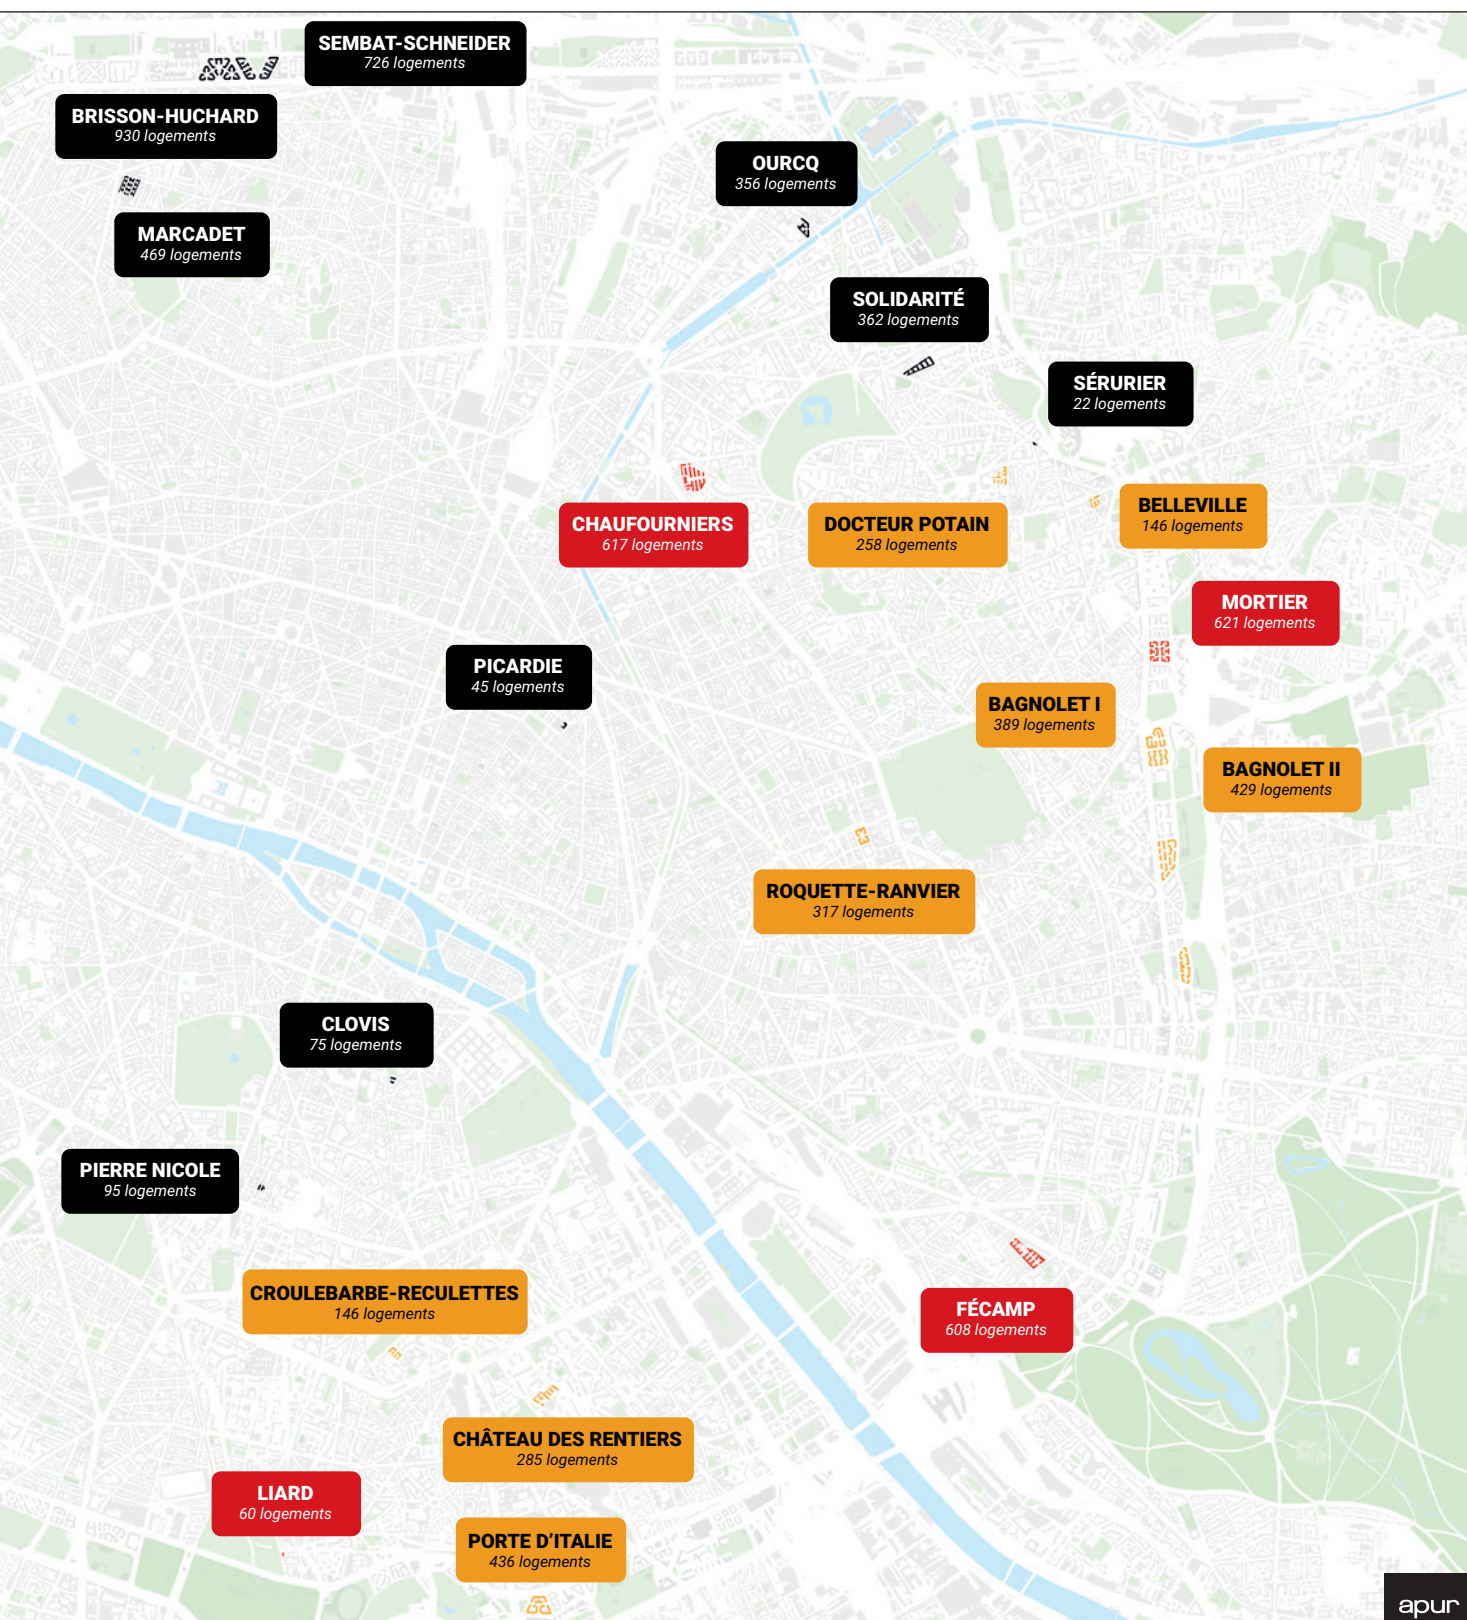 SEMBAT-SCHNEIDER
726 logements
BRISSON-HUCHARD
930 logements
OURCQ
356 logements
MARCADET
469 logements
SOLIDARITÉ
362 logements
SÉRURIER
22 logements
CHAUFOURNIERS
617 logements
DOCTEUR POTAIN
258 logements
BELLEVILLE
146 logements
MORTIER
621 logements
PICARDIE
45 logements
BAGNOLET I
389 logements
BAGNOLET II
429 logements
ROQUETTE-RANVIER
317 logements
CLOVIS
75 logements
PIERRE NICOLE
95 logements
CROULEBARBE-RECULETTES
146 logements
FÉCAMP
608 logements
CHÂTEAU DES RENTIERS
285 logements
LIARD
60 logements
PORTE D'ITALIE
436 logements
apur